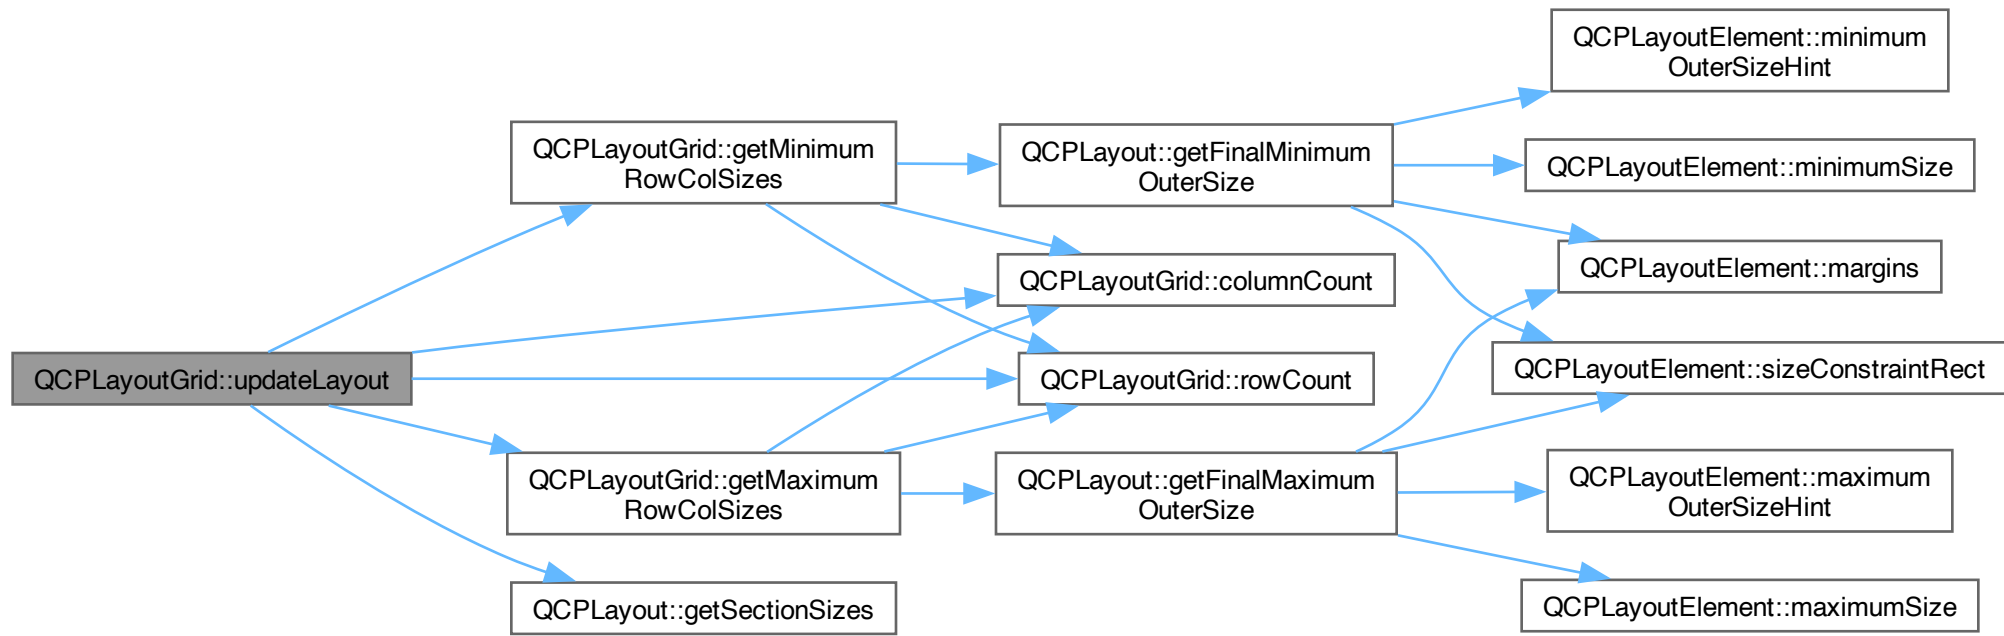 QCPLayoutGrid::updateLayout
QCPLayoutGrid::getMinimum
RowColSizes
QCPLayoutGrid::getMaximum
RowColSizes
QCPLayout::getSectionSizes
QCPLayout::getFinalMinimum
OuterSize
QCPLayoutGrid::columnCount
QCPLayoutGrid::rowCount
QCPLayout::getFinalMaximum
OuterSize
QCPLayoutElement::minimum
OuterSizeHint
QCPLayoutElement::minimumSize
QCPLayoutElement::margins
QCPLayoutElement::sizeConstraintRect
QCPLayoutElement::maximum
OuterSizeHint
QCPLayoutElement::maximumSize